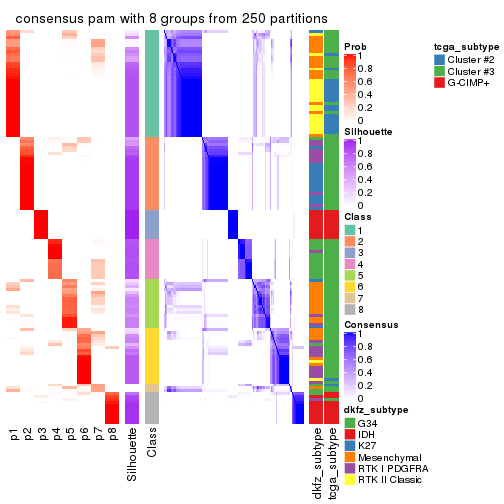 consensus pam with 8 groups from 250 partitions
Prob
1
0.8
0.6
0.4
0.2
0
Silhouette
1
0.8
0.6
0.4
0.2
0
Class
1
2
3
4
5
6
7
8
Consensus
1
0.8
0.6
0.4
0.2
0
dkfz_subtype
G34
IDH
K27
Mesenchymal
RTK I PDGFRA
RTK II Classic
tcga_subtype
Cluster #2
Cluster #3
G-CIMP+
p1
p2
p3
p4
p5
p6
p7
p8
Silhouette
Class
dkfz_subtype
tcga_subtype